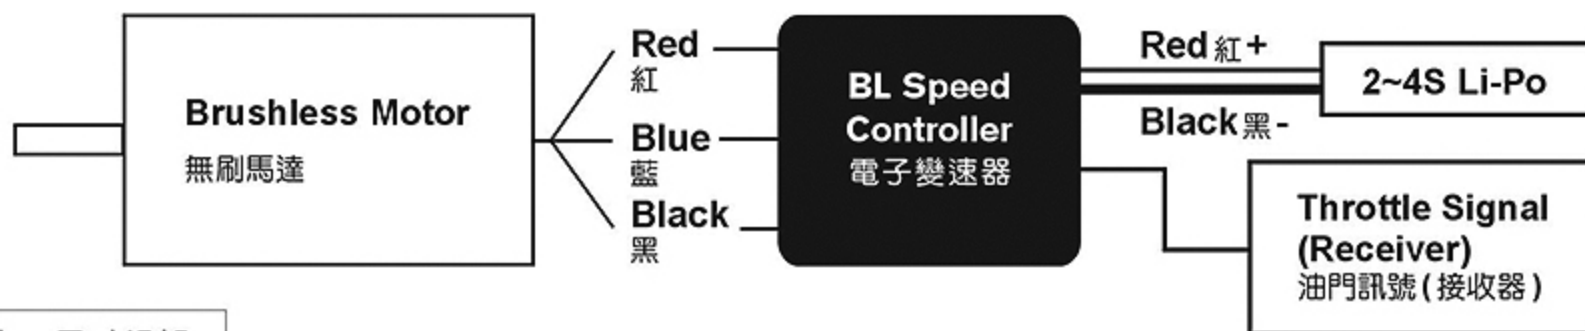 Brushless Motor
無刷馬達
Red
紅
Blue
藍
Black
黑
BL Speed
Controller
電子變速器
Red 紅 +
Black 黑 -
2~4S Li-Po
Throttle Signal
(Receiver)
油門訊號(接收器)